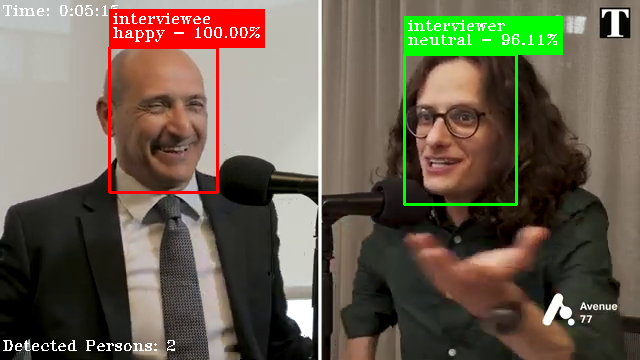 Time: 0:05:1
interviewee
happy - 100.00%
interviewer
neutral - 96.11%
T
Avenue
77
Detected Persons: 2